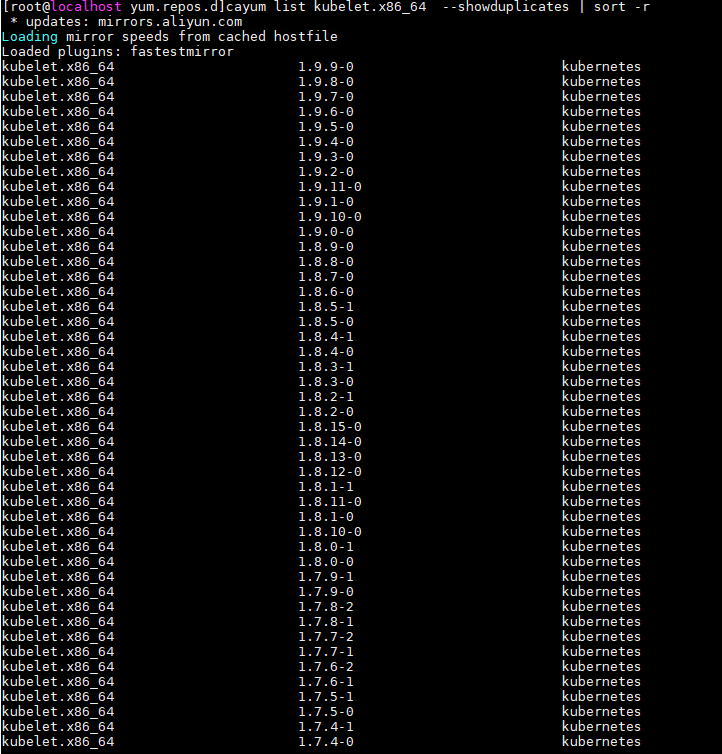 [root@localhost yum.repos.d]cayum list kubelet.x86_64  --showduplicates | sort -r
 * updates: mirrors.aliyun.com
Loading mirror speeds from cached hostfile
Loaded plugins: fastestmirror
kubelet.x86_64 1.9.9-0 kubernetes
kubelet.x86_64 1.9.8-0 kubernetes
kubelet.x86_64 1.9.7-0 kubernetes
kubelet.x86_64 1.9.6-0 kubernetes
kubelet.x86_64 1.9.5-0 kubernetes
kubelet.x86_64 1.9.4-0 kubernetes
kubelet.x86_64 1.9.3-0 kubernetes
kubelet.x86_64 1.9.2-0 kubernetes
kubelet.x86_64 1.9.11-0 kubernetes
kubelet.x86_64 1.9.1-0 kubernetes
kubelet.x86_64 1.9.10-0 kubernetes
kubelet.x86_64 1.9.0-0 kubernetes
kubelet.x86_64 1.8.9-0 kubernetes
kubelet.x86_64 1.8.8-0 kubernetes
kubelet.x86_64 1.8.7-0 kubernetes
kubelet.x86_64 1.8.6-0 kubernetes
kubelet.x86_64 1.8.5-1 kubernetes
kubelet.x86_64 1.8.5-0 kubernetes
kubelet.x86_64 1.8.4-1 kubernetes
kubelet.x86_64 1.8.4-0 kubernetes
kubelet.x86_64 1.8.3-1 kubernetes
kubelet.x86_64 1.8.3-0 kubernetes
kubelet.x86_64 1.8.2-1 kubernetes
kubelet.x86_64 1.8.2-0 kubernetes
kubelet.x86_64 1.8.15-0 kubernetes
kubelet.x86_64 1.8.14-0 kubernetes
kubelet.x86_64 1.8.13-0 kubernetes
kubelet.x86_64 1.8.12-0 kubernetes
kubelet.x86_64 1.8.1-1 kubernetes
kubelet.x86_64 1.8.11-0 kubernetes
kubelet.x86_64 1.8.1-0 kubernetes
kubelet.x86_64 1.8.10-0 kubernetes
kubelet.x86_64 1.8.0-1 kubernetes
kubelet.x86_64 1.8.0-0 kubernetes
kubelet.x86_64 1.7.9-1 kubernetes
kubelet.x86_64 1.7.9-0 kubernetes
kubelet.x86_64 1.7.8-2 kubernetes
kubelet.x86_64 1.7.8-1 kubernetes
kubelet.x86_64 1.7.7-2 kubernetes
kubelet.x86_64 1.7.7-1 kubernetes
kubelet.x86_64 1.7.6-2 kubernetes
kubelet.x86_64 1.7.6-1 kubernetes
kubelet.x86_64 1.7.5-1 kubernetes
kubelet.x86_64 1.7.5-0 kubernetes
kubelet.x86_64 1.7.4-1 kubernetes
kubelet.x86_64 1.7.4-0 kubernetes